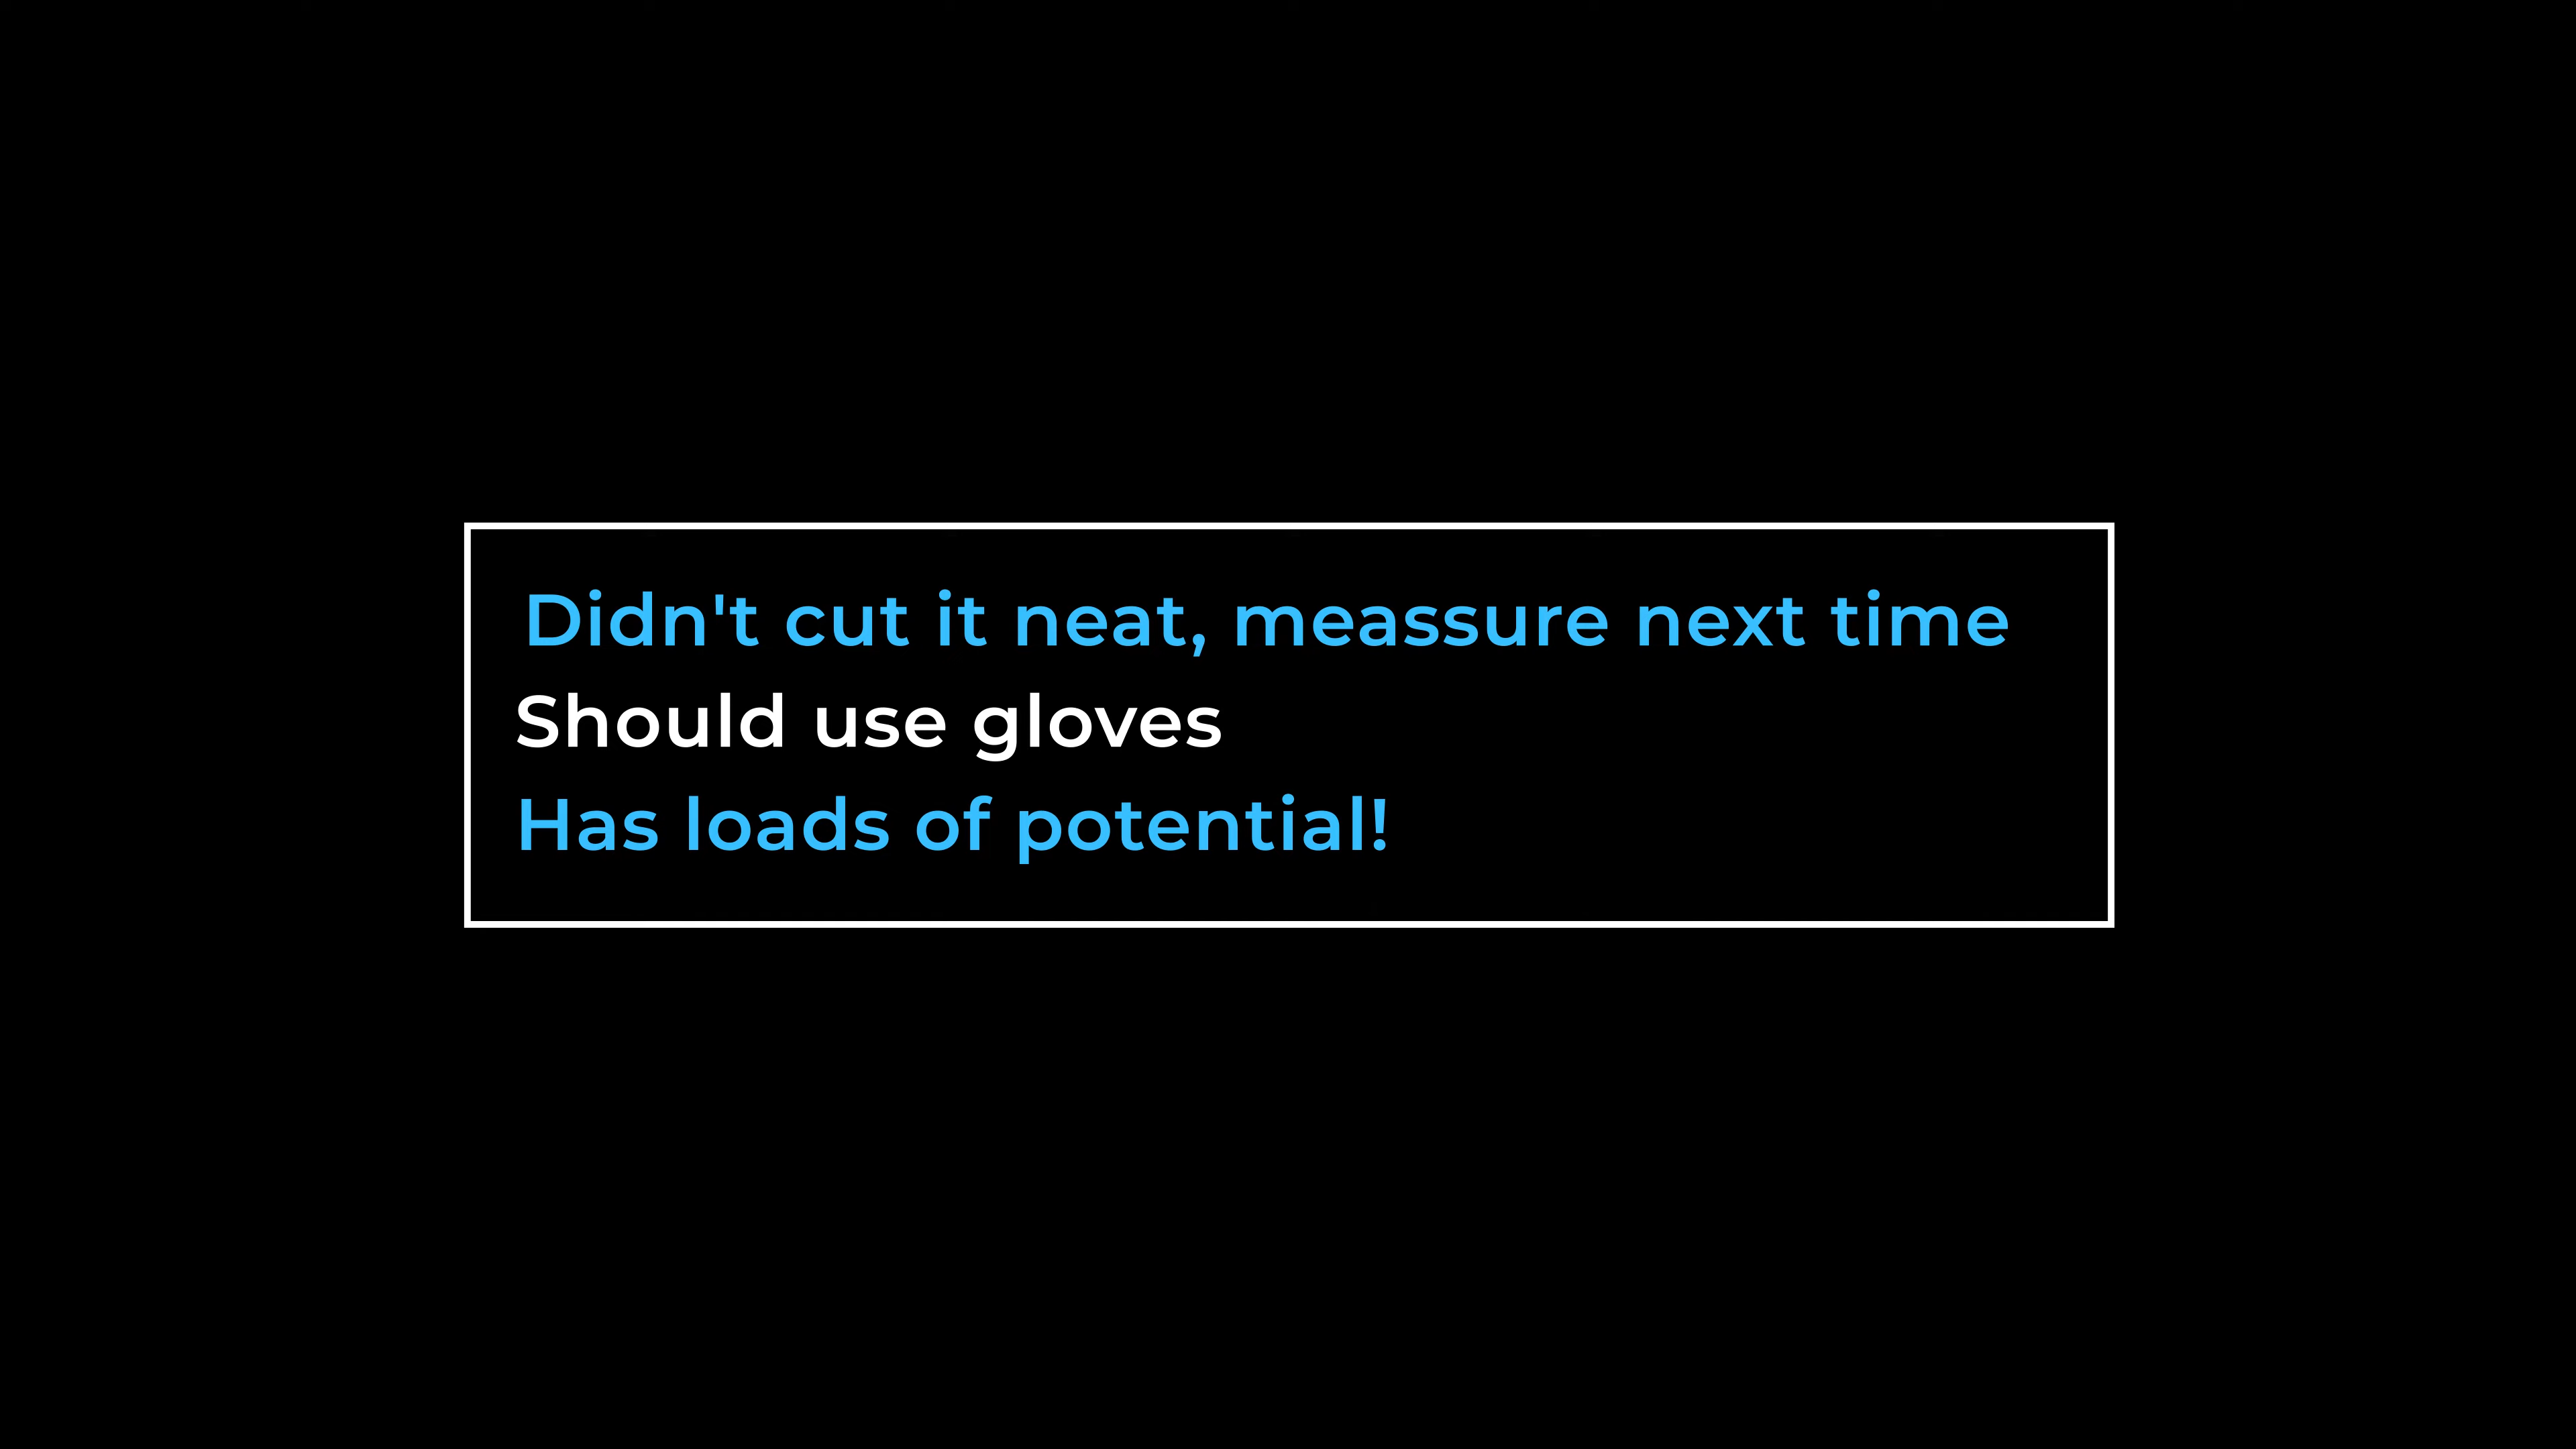 Didn't cut it neat, meassure next time
Should use gloves
Has loads of potential!